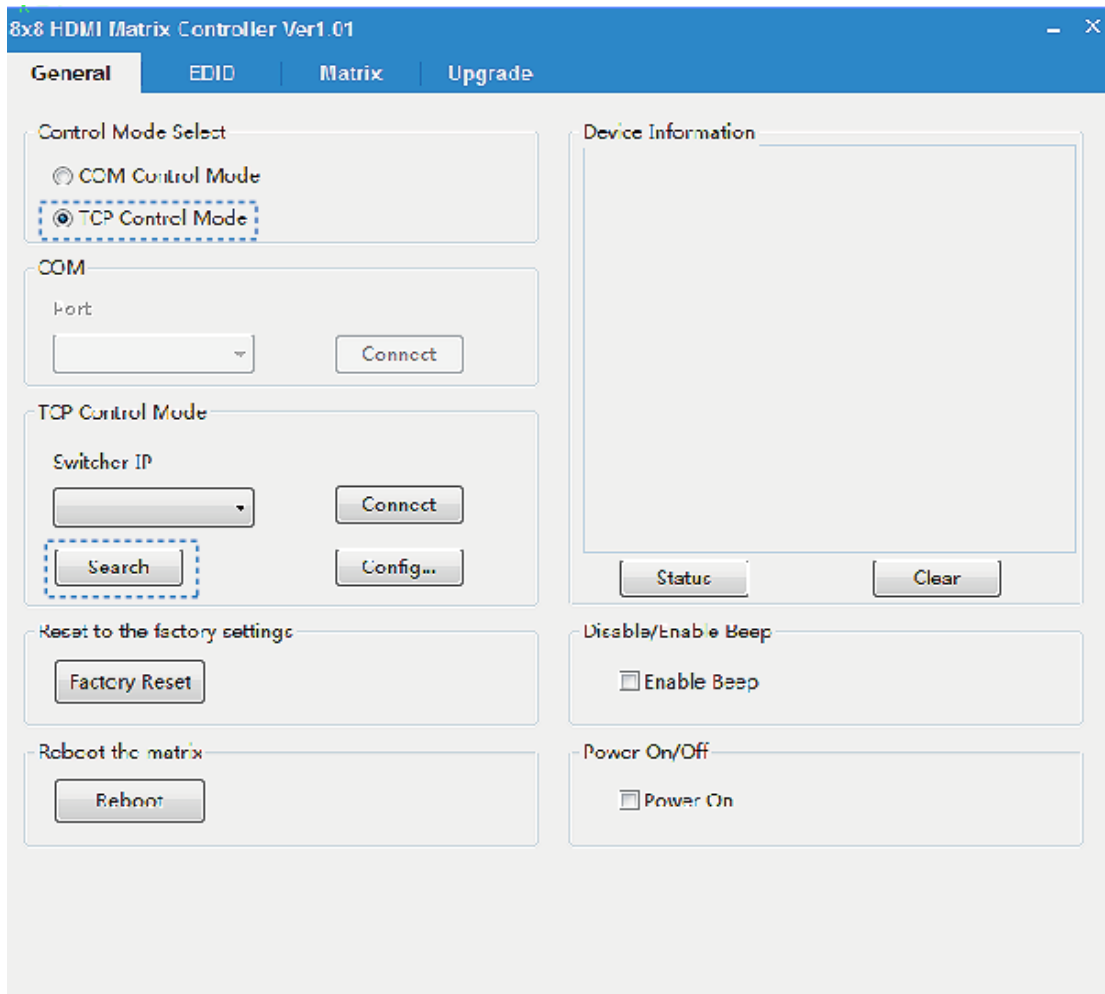 8x8 HDMI Matrix Controller Ver1.01
General EDID Matrix Upgrade
Control Mode Select
COM Control Mode
TCP Control Mode
COM
Port
Connect
TCP Control Mode
Switcher IP
Connect
Search Config...
Reset to the factory settings
Factory Reset
Reboot the matrix
Reboot
Device Information
Status Clear
Disable/Enable Beep
Enable Beep
Power On/Off
Power On